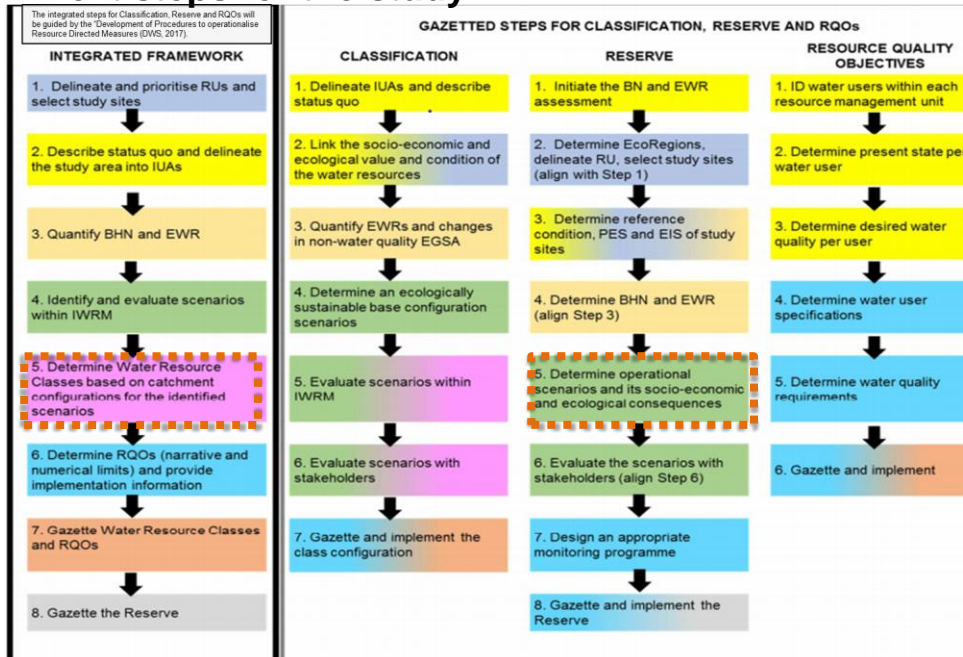 The integrated steps for Classification, Reserve and RQOs will
be guided by the "Development of Procedures to operationalise
Resource Directed Measures (DWS, 2017).
GAZETTED STEPS FOR CLASSIFICATION, RESERVE AND RQOs
INTEGRATED FRAMEWORK
1. Delineate and prioritise RUs and
select study sites
2. Describe status quo and delineate
the study area into IUAs
3. Quantify BHN and EWR
4. Identify and evaluate scenarios
within IWRM
5. Determine Water Resource
Classes based on catchment
configurations for the identified
scenarios
6. Determine RQOs (narrative and
numerical limits) and provide
implementation information
7. Gazette Water Resource Classes
and RQOs
8. Gazette the Reserve
CLASSIFICATION
1. Delineate IUAs and describe
status quo
2. Link the socio-economic and
ecological value and condition of
the water resources
3. Quantify EWRs and changes
in non-water quality EGSA
4. Determine an ecologically
sustainable base configuration
scenarios
5. Evaluate scenarios within
IWRM
6. Evaluate scenarios with
stakeholders
7. Gazette and implement the
class configuration
RESERVE
1. Initiate the BN and EWR
assessment
2. Determine EcoRegions,
delineate RU, select study sites
(align with Step 1)
3. Determine reference
condition, PES and EIS of study
sites
4. Determine BHN and EWR
(align Step 3)
5. Determine operational
scenarios and its socio-economic
and ecological consequences
6. Evaluate the scenarios with
stakeholders (align Step 6)
7. Design an appropriate
monitoring programme
8. Gazette and implement the
Reserve
RESOURCE QUALITY
OBJECTIVES
1. ID water users within each
resource management unit
2. Determine present state per
water user
3. Determine desired water
quality per user
4. Determine water user
specifications
5. Determine water quality
requirements
6. Gazette and implement